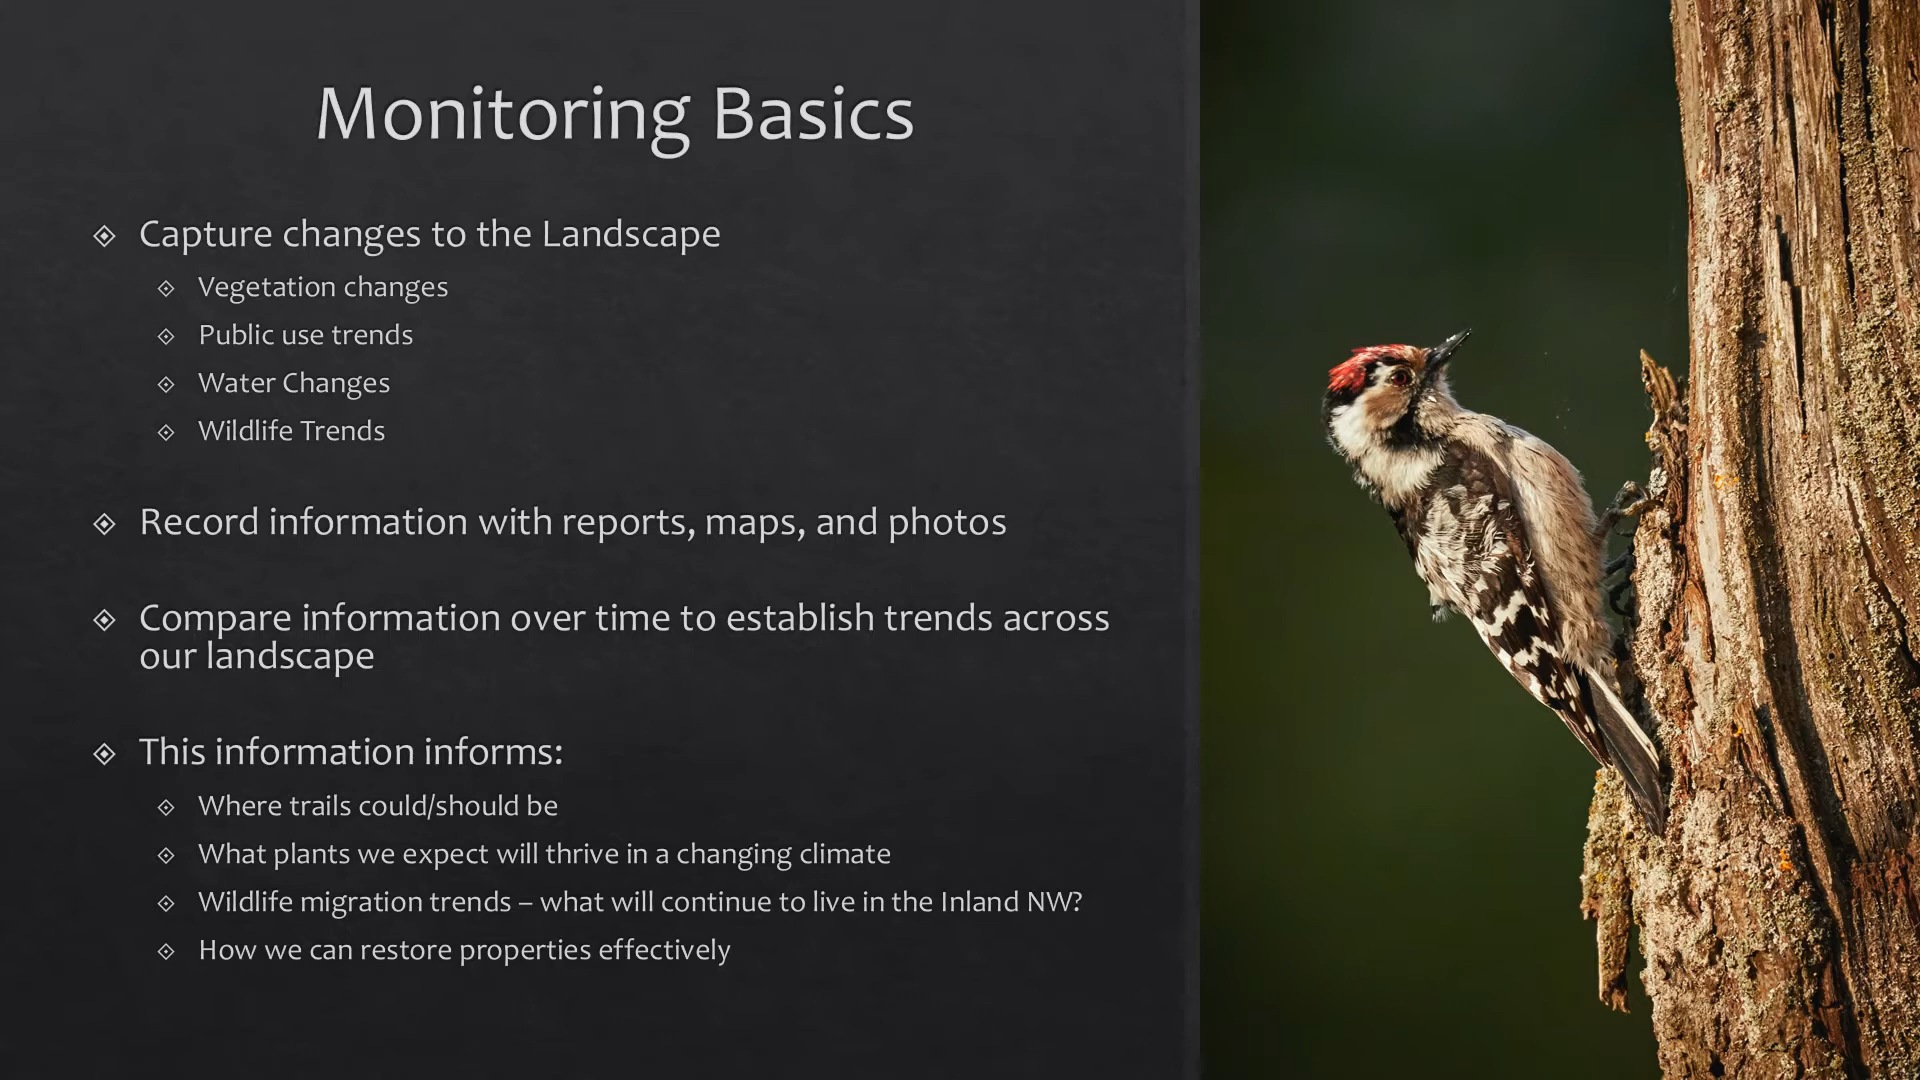 Monitoring Basics
Capture changes to the Landscape
Vegetation changes
Public use trends
Water Changes
Wildlife Trends
Record information with reports, maps, and photos
Compare information over time to establish trends across
our landscape
This information informs:
Where trails could/should be
What plants we expect will thrive in a changing climate
Wildlife migration trends – what will continue to live in the Inland NW?
How we can restore properties effectively